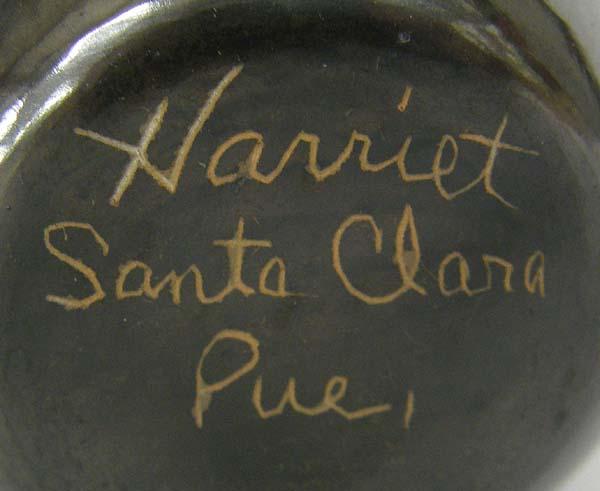 Harriet
Santa Clara
Pue,